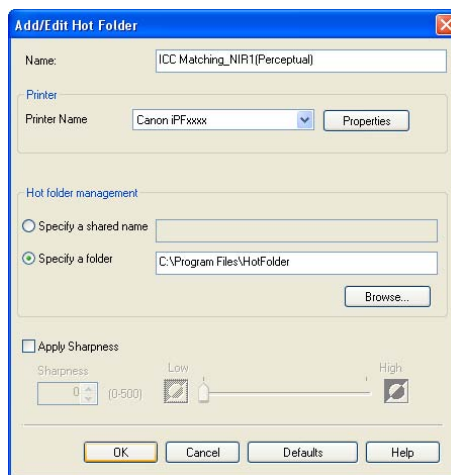 Add/Edit Hot Folder
Name: ICC Matching_NIR1(Perceptual)
Printer
Printer Name Canon iPFxxxx Properties
Hot folder management
Specify a shared name
Specify a folder C:\Program Files\HotFolder
Browse...
Apply Sharpness
Sharpness Low High
0 (0-500)
OK Cancel Defaults Help